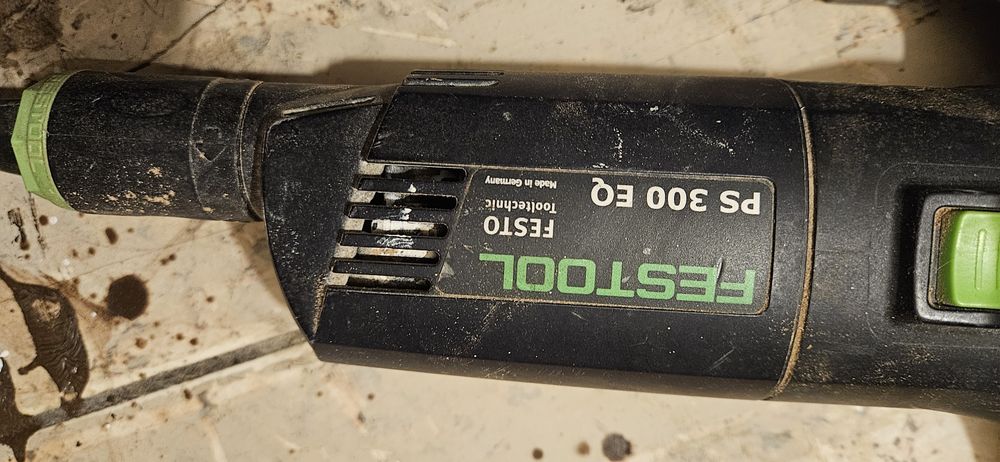 FESTOOL
FESTO
Tooltechnic
Made in Germany
PS 300 EQ